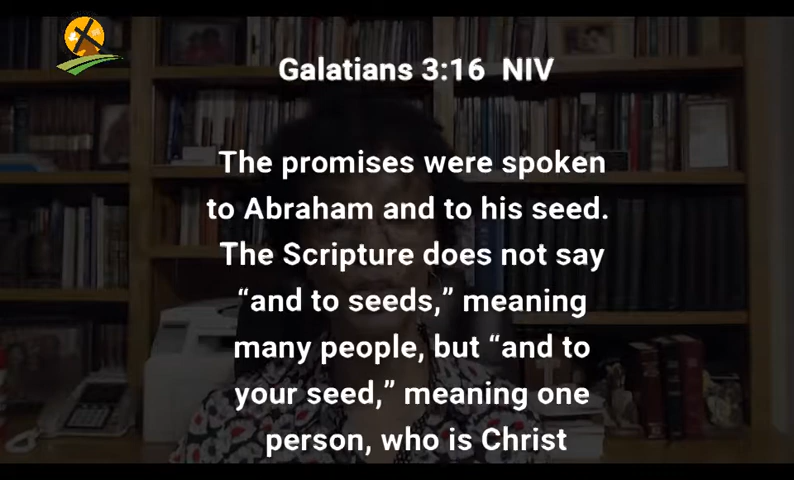 Galatians 3:16 NIV
The promises were spoken
to Abraham and to his seed.
The Scripture does not say
“and to seeds,” meaning
many people, but “and to
your seed,” meaning one
person, who is Christ